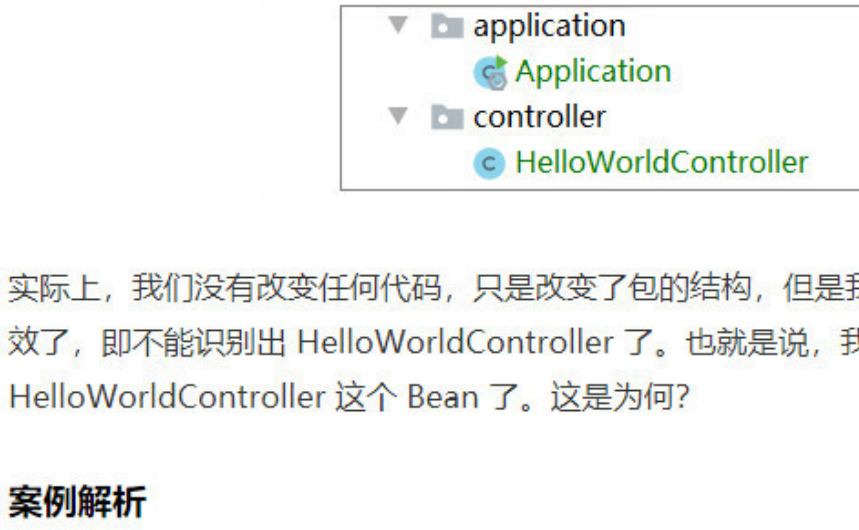 application
Application
controller
HelloWorldController
实际上，我们没有改变任何代码，只是改变了包的结构，但是
效了，即不能识别出 HelloWorldController 了。也就是说，
HelloWorldController 这个 Bean 了。这是为何？
案例解析